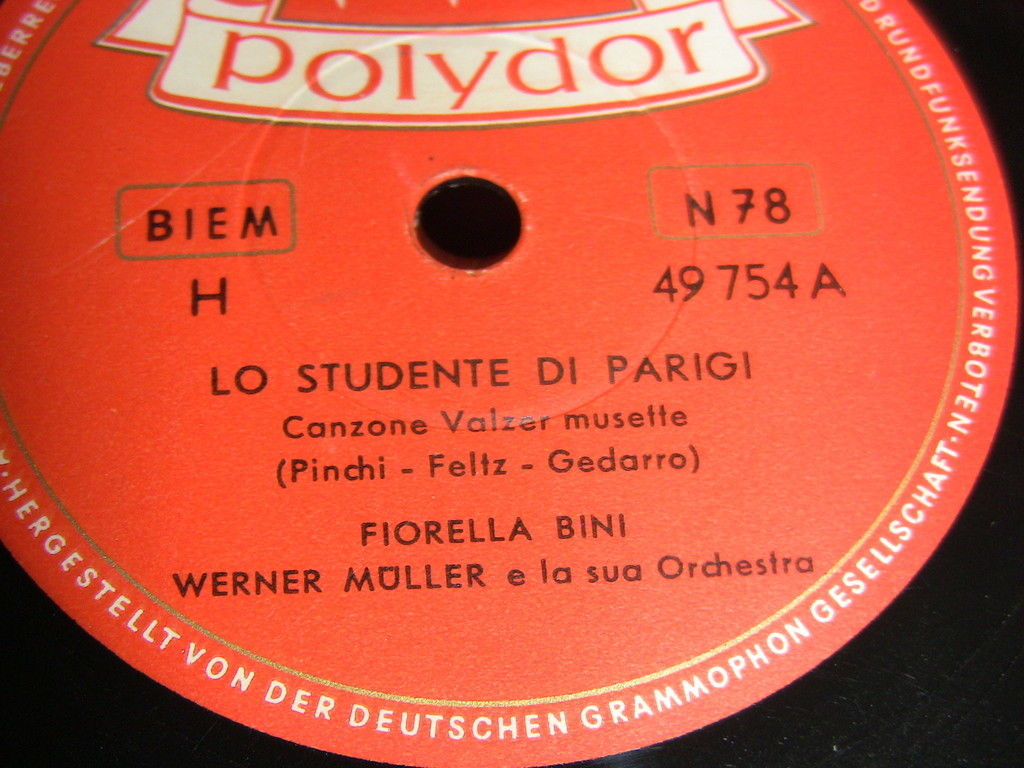 polydor
BIEM
N 78
H
49 754 A
LO STUDENTE DI PARIGI
Canzone Valzer musette
(Pinchi - Feltz - Gedarro)
FIORELLA BINI
WERNER MÜLLER e la sua Orchestra
RUNDFUNKSENDUNG VERBOTEN·
HERGESTELLT VON DER DEUTSCHEN GRAMMOPHON GESELLSCHAFT·